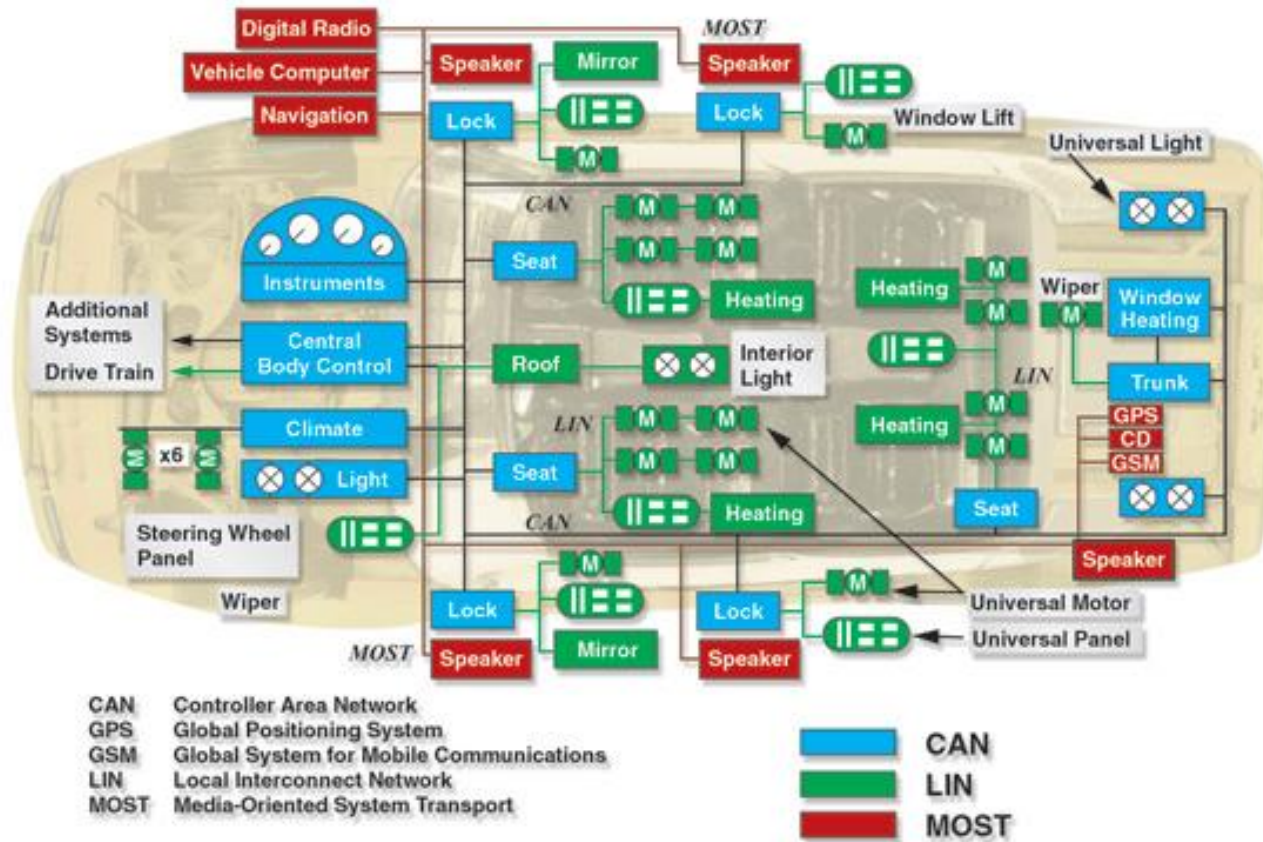 Digital Radio
MOST
Speaker
Mirror
Speaker
Vehicle Computer
Navigation
Lock
Lock
M
M
Window Lift
Universal Light
CAN
M
M
Seat
M
M
Instruments
Heating
Heating
M
M
Wiper
M
Window
Heating
Additional
Systems
Drive Train
Central
Body Control
Roof
Interior
Light
LIN
Trunk
Climate
LIN
M
M
Heating
M
M
GPS
CD
GSM
M
x6
M
Light
Seat
M
M
Heating
Seat
Steering Wheel
Panel
CAN
Speaker
Wiper
M
M
Lock
Lock
Universal Motor
Universal Panel
MOST
Speaker
Mirror
Speaker
CAN Controller Area Network
GPS Global Positioning System
GSM Global System for Mobile Communications
LIN Local Interconnect Network
MOST Media-Oriented System Transport
CAN
LIN
MOST